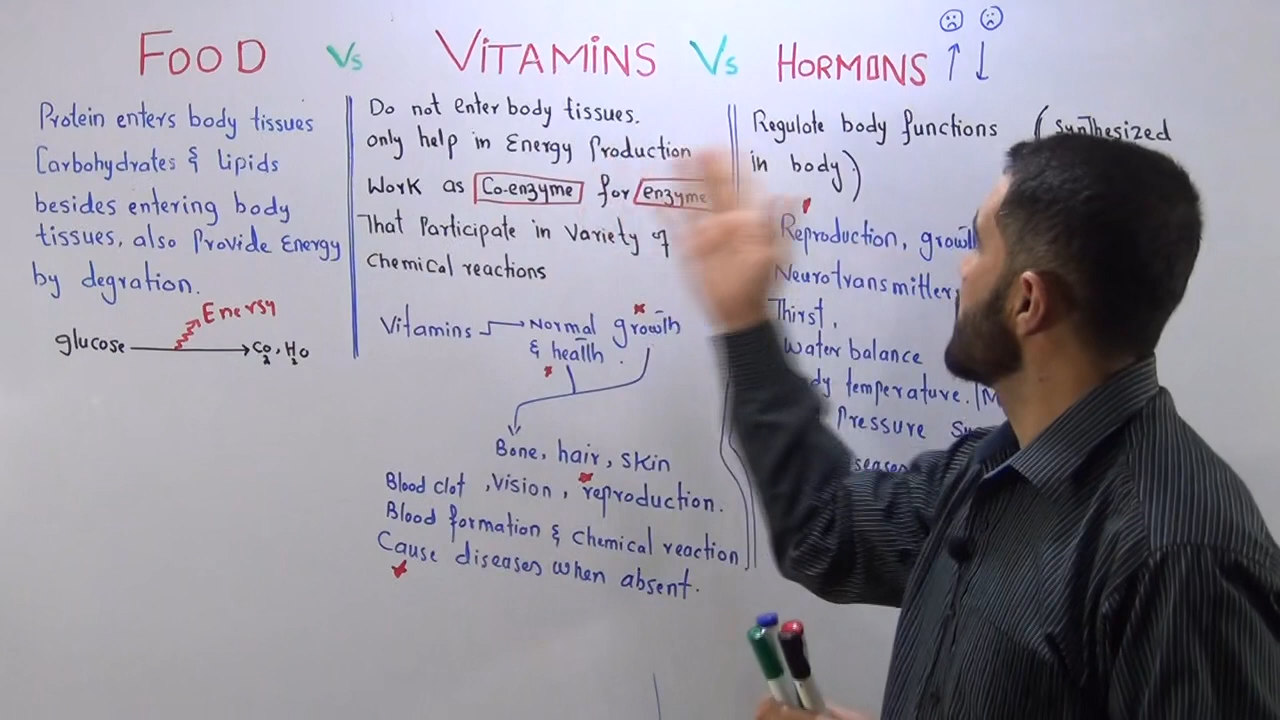 FOOD Vs VITAMINS Vs HORMONS
Protein enters body tissues
Carbohydrates & lipids
besides entering body
tissues, also Provide Energy
by degration.
Energy
glucose CO2, H2O
Do not enter body tissues.
only help in Energy Production
Work as Co-enzyme for enzyme
That Participate in Variety of
Chemical reactions
Vitamins Normal growth
& health.
Bone, hair, skin
Blood clot, vision, reproduction.
Blood formation & chemical reaction
Cause diseases when absent.
Regulate body functions (synthesized
in body)
Reproduction,
Neurotransmitter
Thirst,
Water balance
temperature.
Pressure